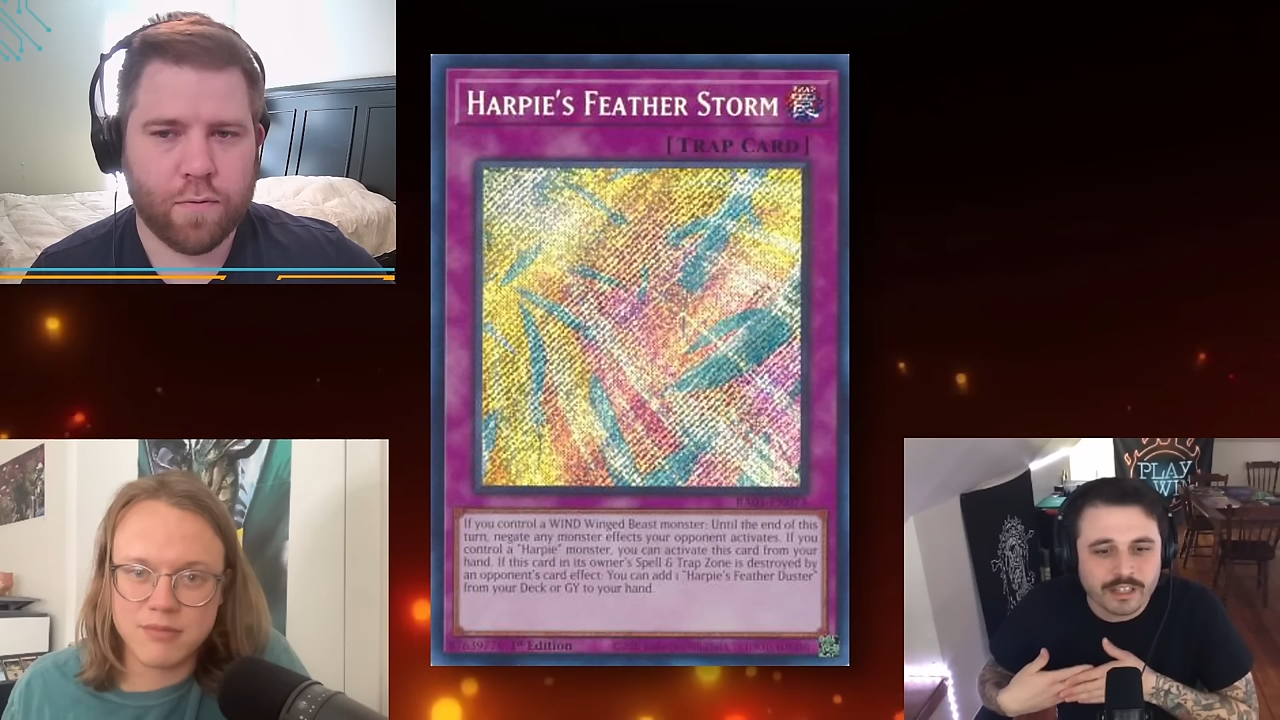 HARPIE'S FEATHER STORM
[TRAP CARD]
If you control a WIND Winged Beast monster: Until the end of this
turn, negate any monster effects your opponent activates. If you
control a "Harpie" monster, you can activate this card from your
hand. If this card in its owner's Spell & Trap Zone is destroyed by
an opponent's card effect: You can add 1 "Harpie's Feather Duster"
from your Deck or GY to your hand.
1st Edition
PLAY
WIN